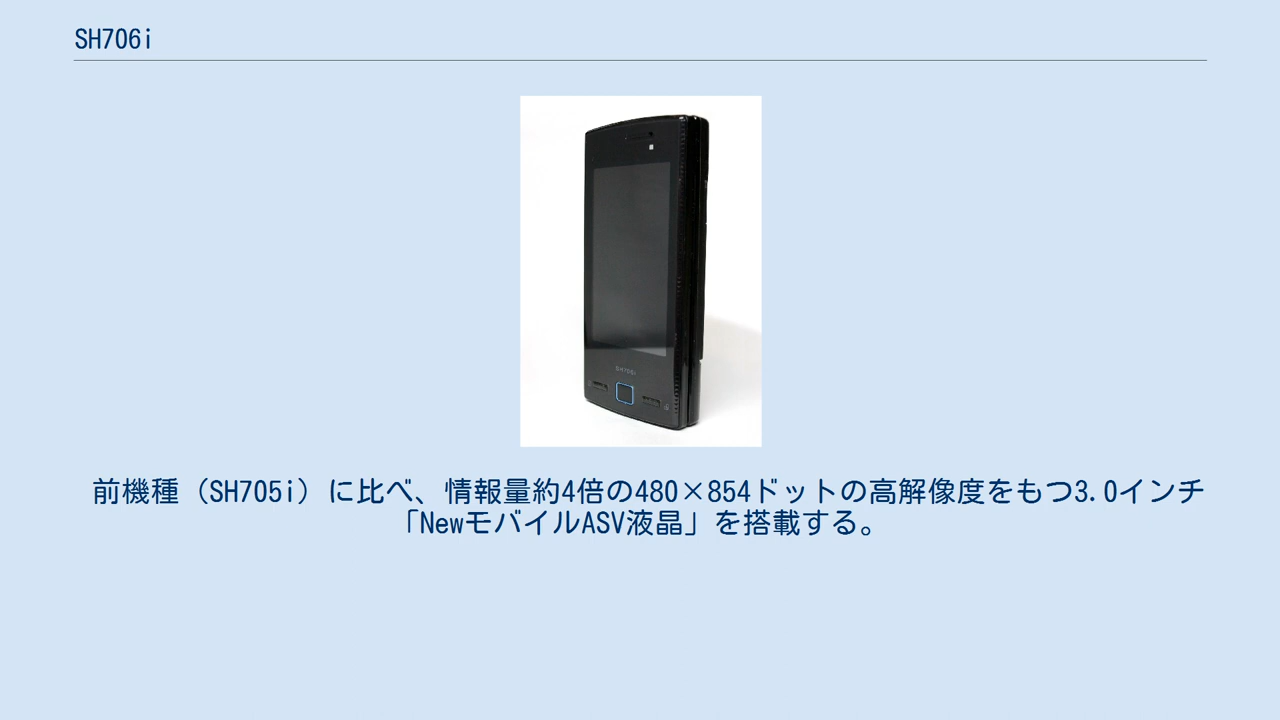 SH706i
SH706i
前機種（SH705i）に比べ、情報量約4倍の480×854ドットの高解像度をもつ3.0インチ
「NewモバイルASV液晶」を搭載する。